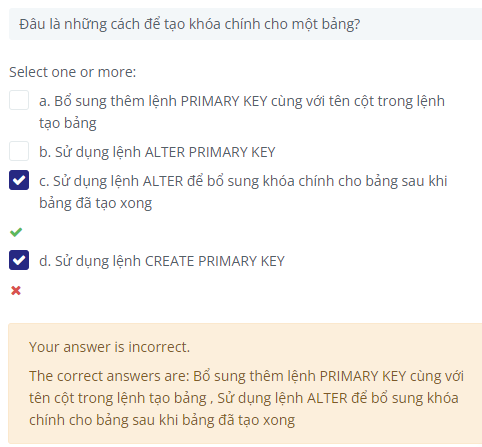 Đâu là những cách để tạo khóa chính cho một bảng?
Select one or more:
a. Bổ sung thêm lệnh PRIMARY KEY cùng với tên cột trong lệnh
tạo bảng
b. Sử dụng lệnh ALTER PRIMARY KEY
c. Sử dụng lệnh ALTER để bổ sung khóa chính cho bảng sau khi
bảng đã tạo xong
d. Sử dụng lệnh CREATE PRIMARY KEY
Your answer is incorrect.
The correct answers are: Bổ sung thêm lệnh PRIMARY KEY cùng với
tên cột trong lệnh tạo bảng , Sử dụng lệnh ALTER để bổ sung khóa
chính cho bảng sau khi bảng đã tạo xong